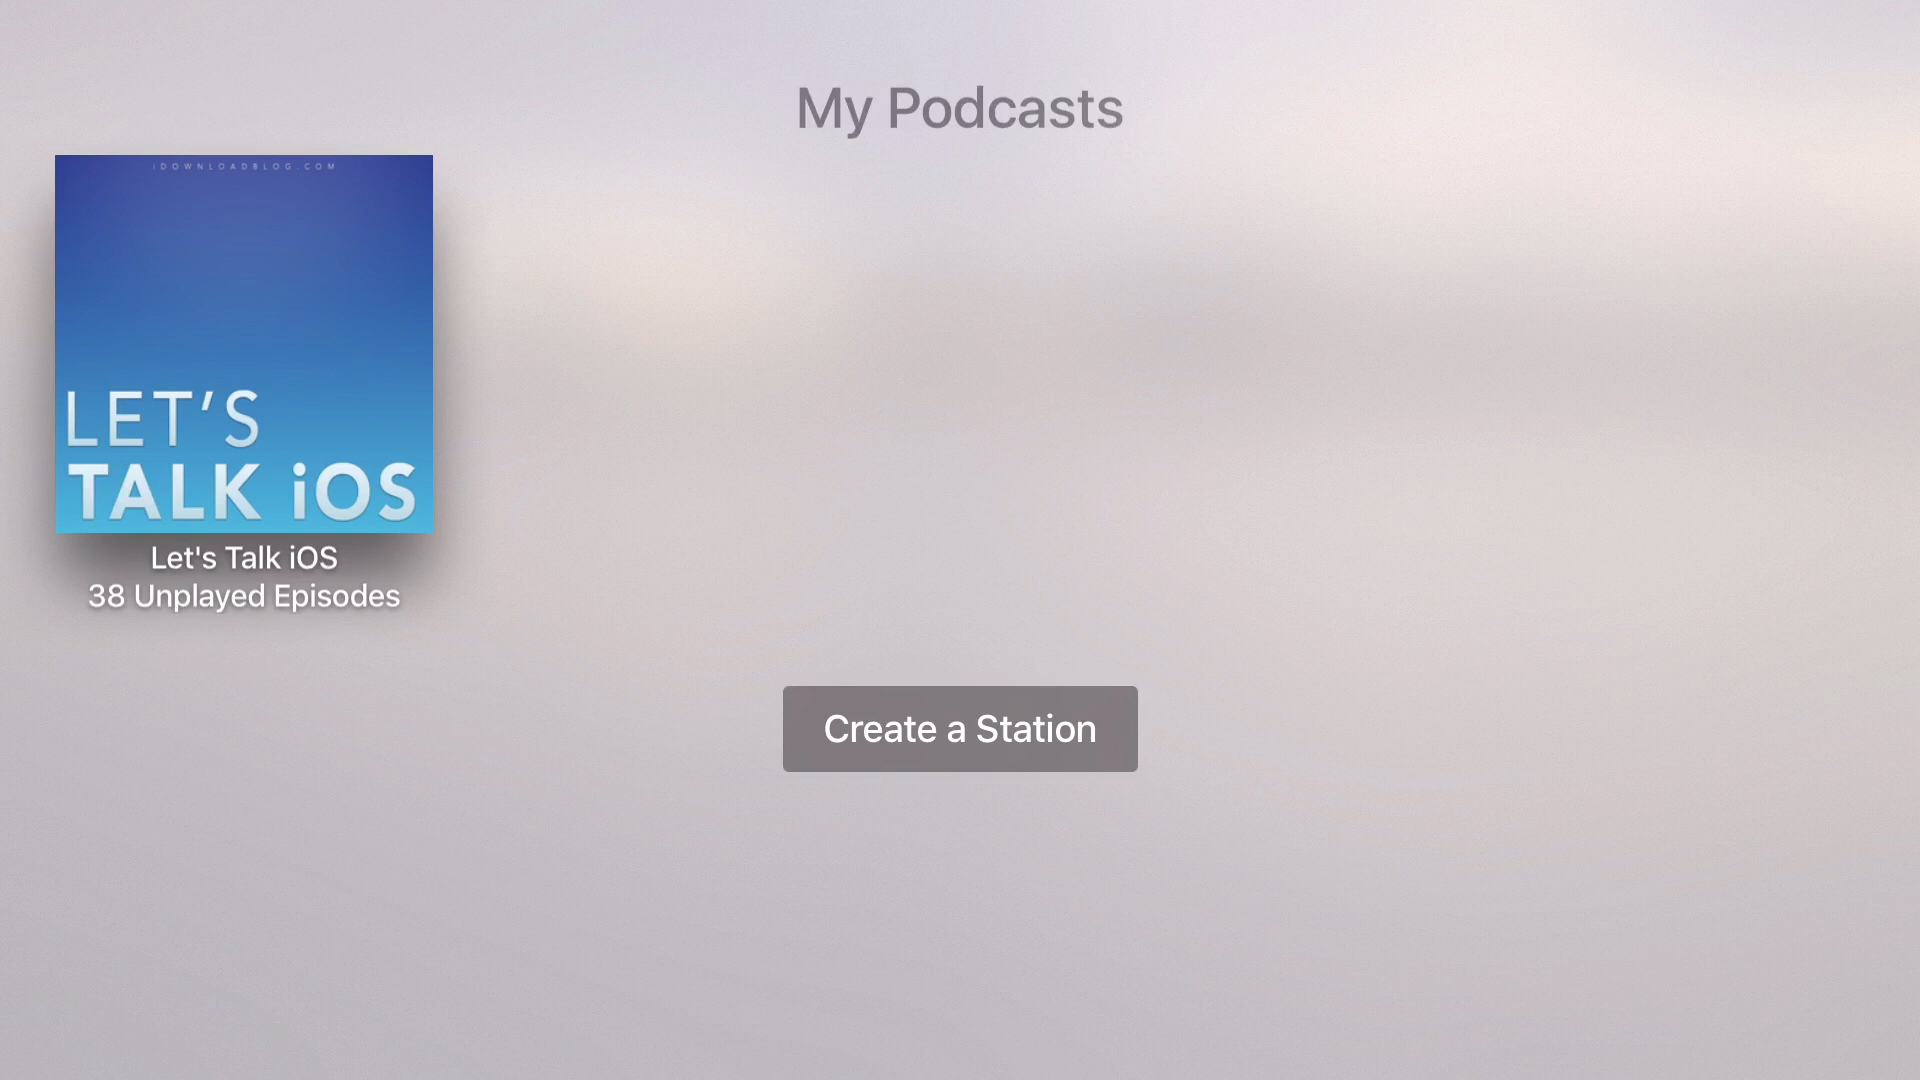 My Podcasts
iDOWNLOADBLOG.COM
LET'S
TALK iOS
Let's Talk iOS
38 Unplayed Episodes
Create a Station